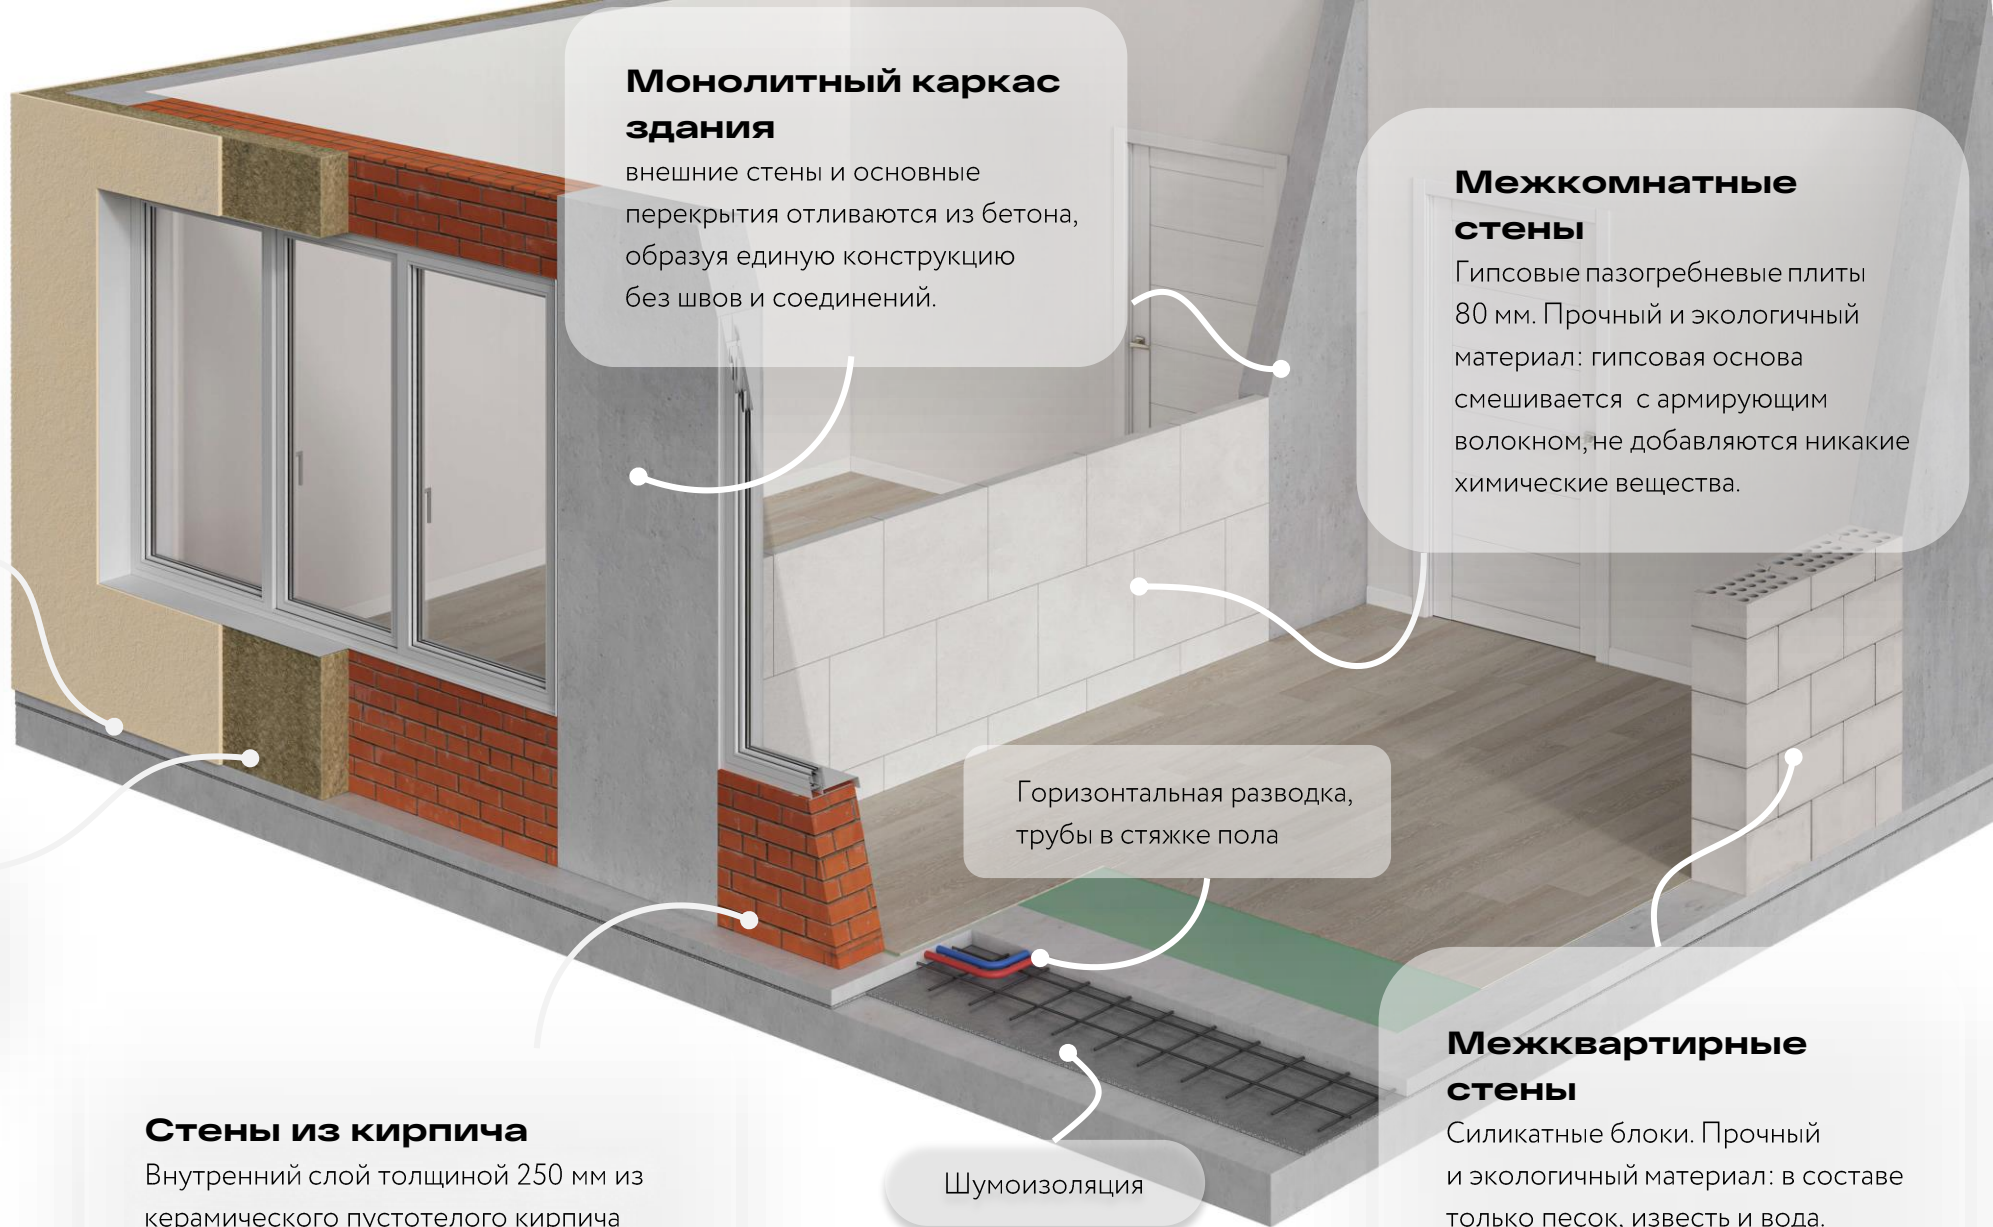 Монолитный каркас
здания
внешние стены и основные
перекрытия отливаются из бетона,
образуя единую конструкцию
без швов и соединений.
Межкомнатные
стены
Гипсовые пазогребневые плиты
80 мм. Прочный и экологичный
материал: гипсовая основа
смешивается с армирующим
волокном, не добавляются никакие
химические вещества.
Горизонтальная разводка,
трубы в стяжке пола
Стены из кирпича
Внутренний слой толщиной 250 мм из
керамического пустотелого кирпича
Шумоизоляция
Межквартирные
стены
Силикатные блоки. Прочный
и экологичный материал: в составе
только песок, известь и вода.